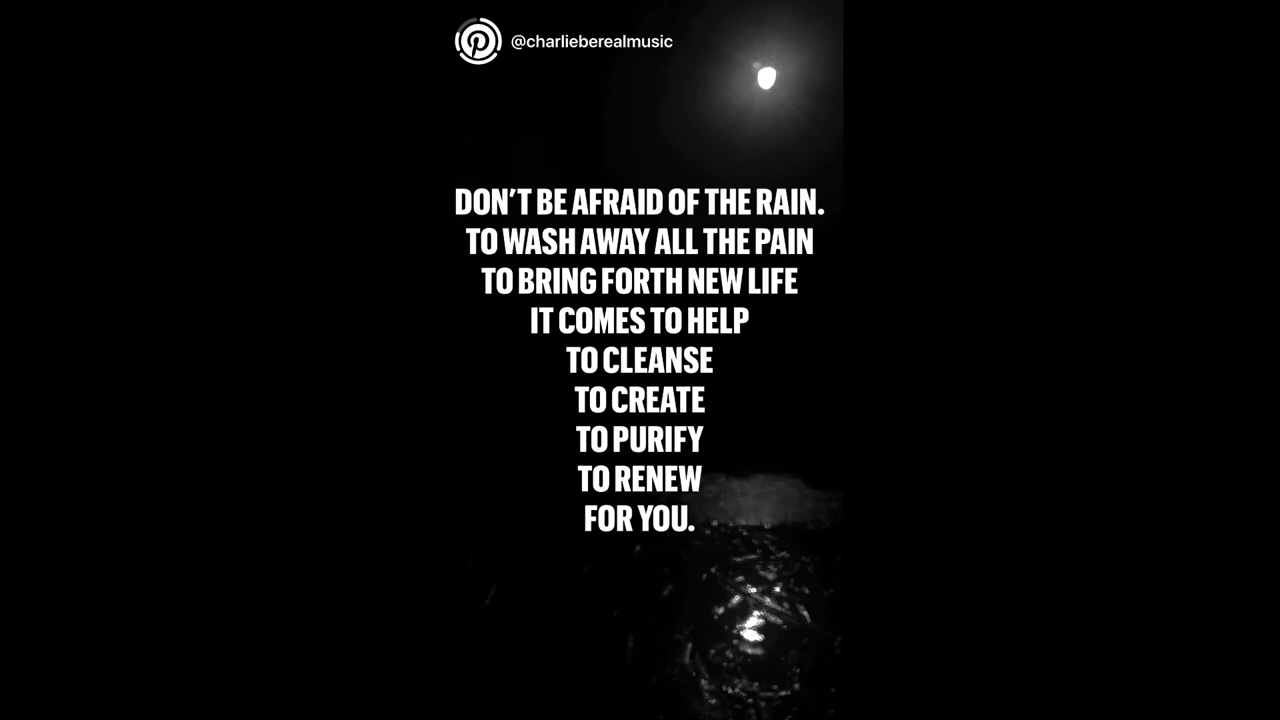 @charlieberealmusic
DON'T BE AFRAID OF THE RAIN.
TO WASH AWAY ALL THE PAIN
TO BRING FORTH NEW LIFE
IT COMES TO HELP
TO CLEANSE
TO CREATE
TO PURIFY
TO RENEW
FOR YOU.